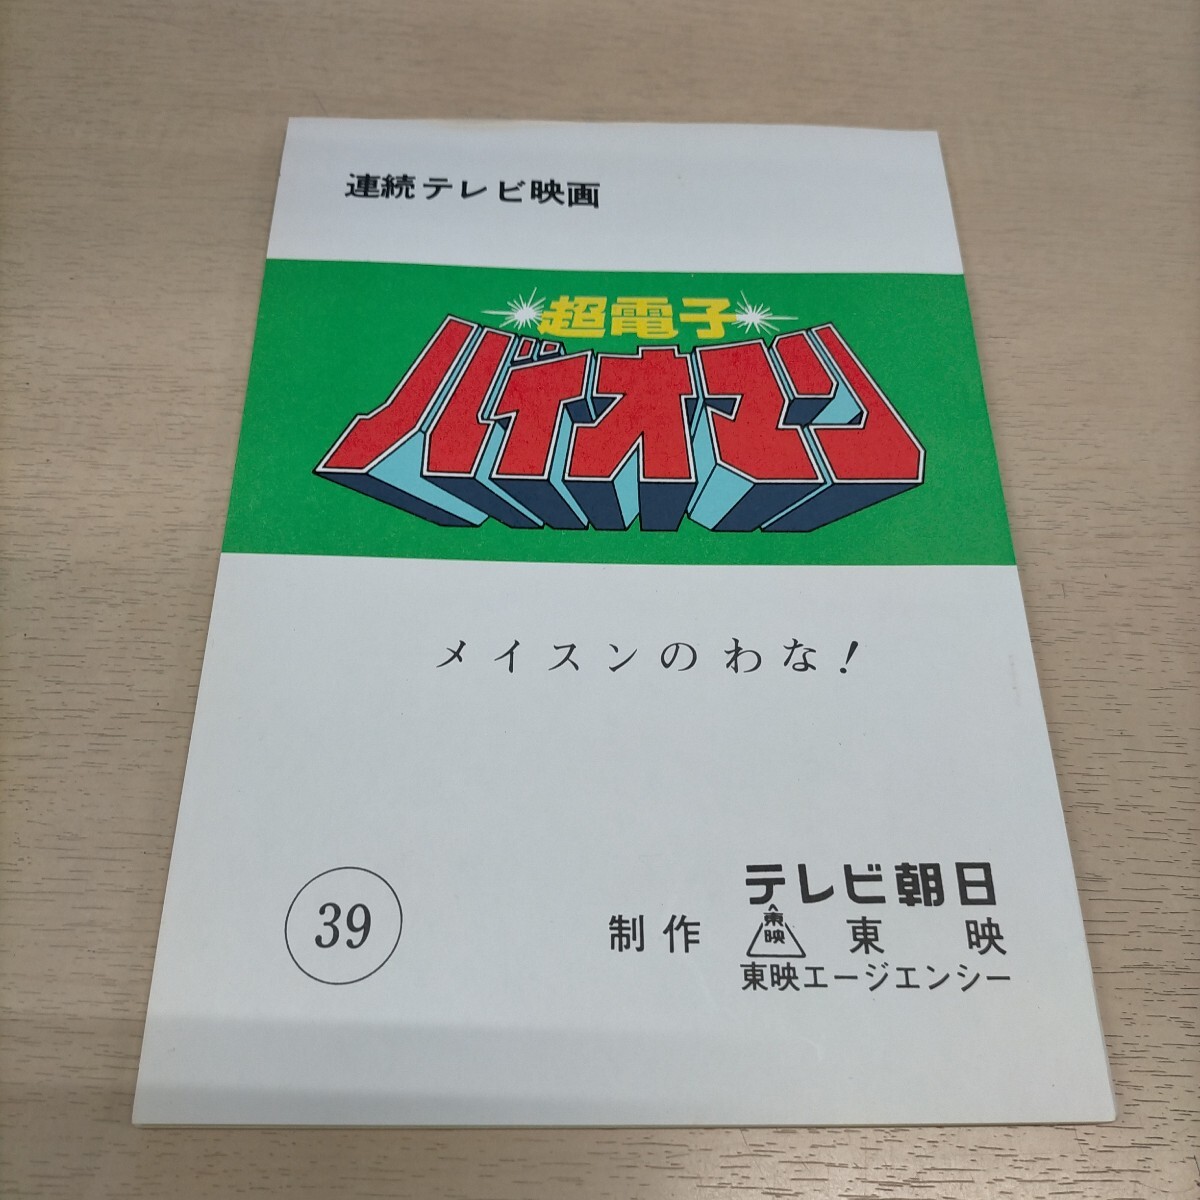 連続テレビ映画
超電子
バイオマン
メイスンのわな!
39
テレビ朝日
制作 東映 東映
東映エージエンシー